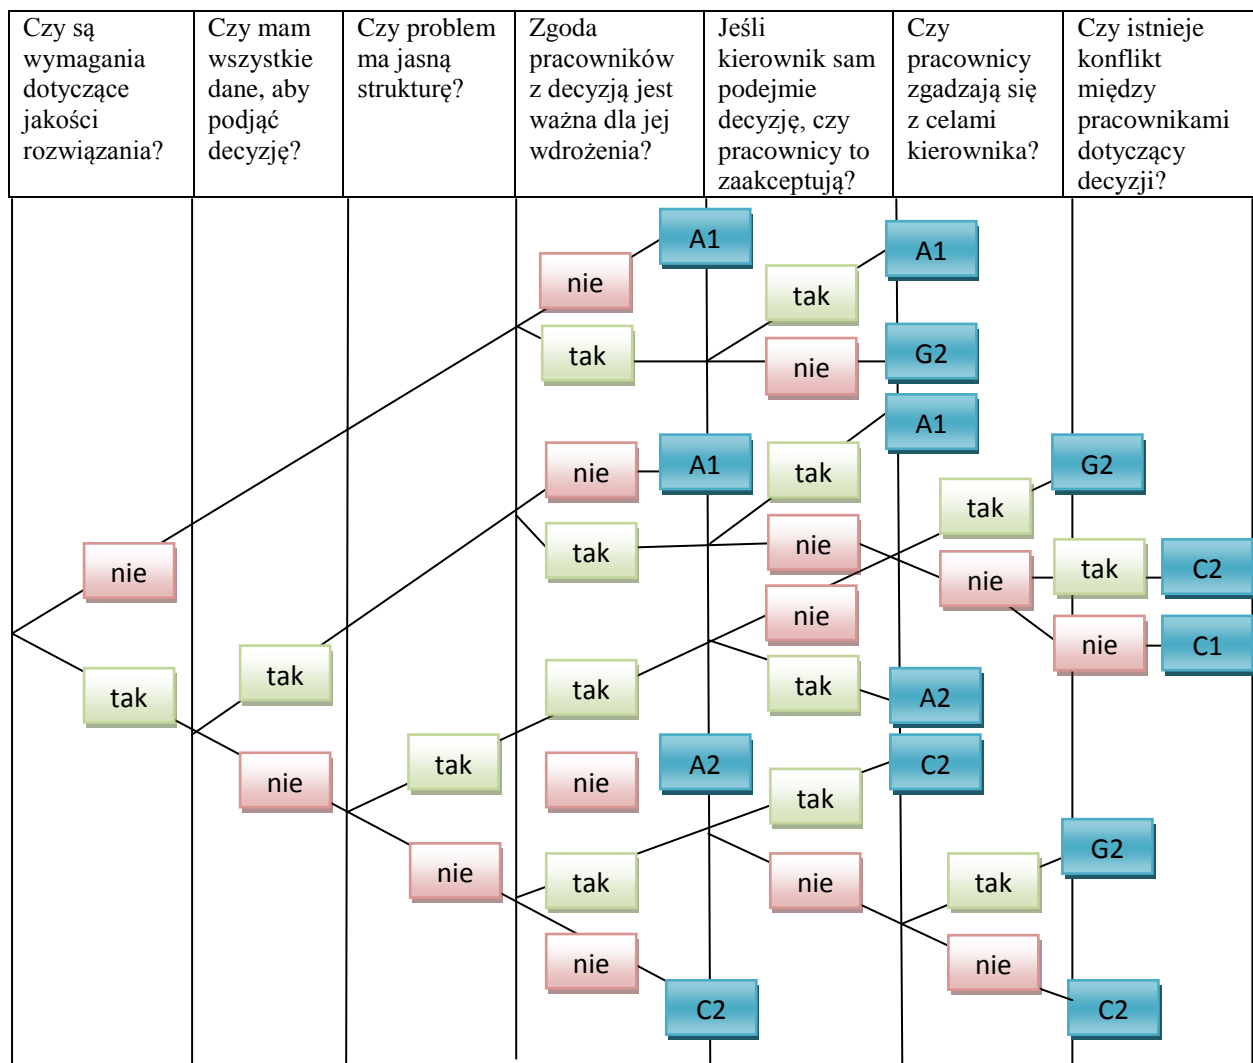 Czy są
wymagania
dotyczące
jakości
rozwiązania?
Czy mam
wszystkie
dane, aby
podjąć
decyzję?
Czy problem
ma jasną
strukturę?
Zgoda
pracowników
z decyzją jest
ważna dla jej
wdrożenia?
Jeśli
kierownik sam
podejmie
decyzję, czy
pracownicy to
zaakceptują?
Czy
pracownicy
zgadzają się
z celami
kierownika?
Czy istnieje
konflikt
między
pracownikami
dotyczący
decyzji?
nie
tak
tak
nie
tak
nie
nie
tak
nie
tak
tak
nie
tak
nie
A1
A1
A2
C2
tak
nie
tak
nie
nie
tak
tak
nie
A1
G2
A1
A2
C2
tak
nie
tak
nie
G2
tak
nie
G2
C2
C2
C1